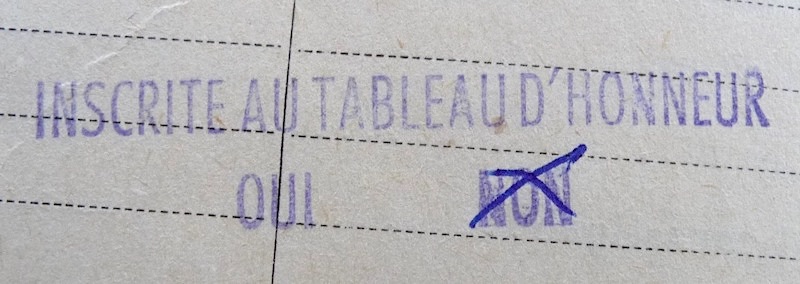 INSCRITE AU TABLEAU D'HONNEUR
OUI NON